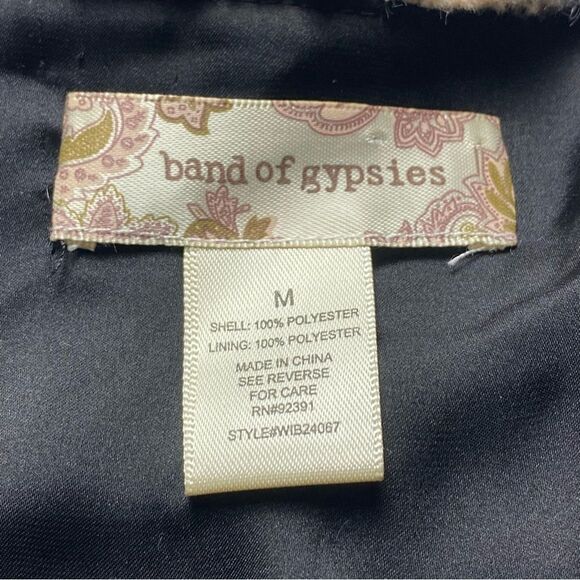 band of gypsies
M
SHELL: 100% POLYESTER
LINING: 100% POLYESTER
MADE IN CHINA
SEE REVERSE
FOR CARE
RN#92391
STYLE#WIB24067